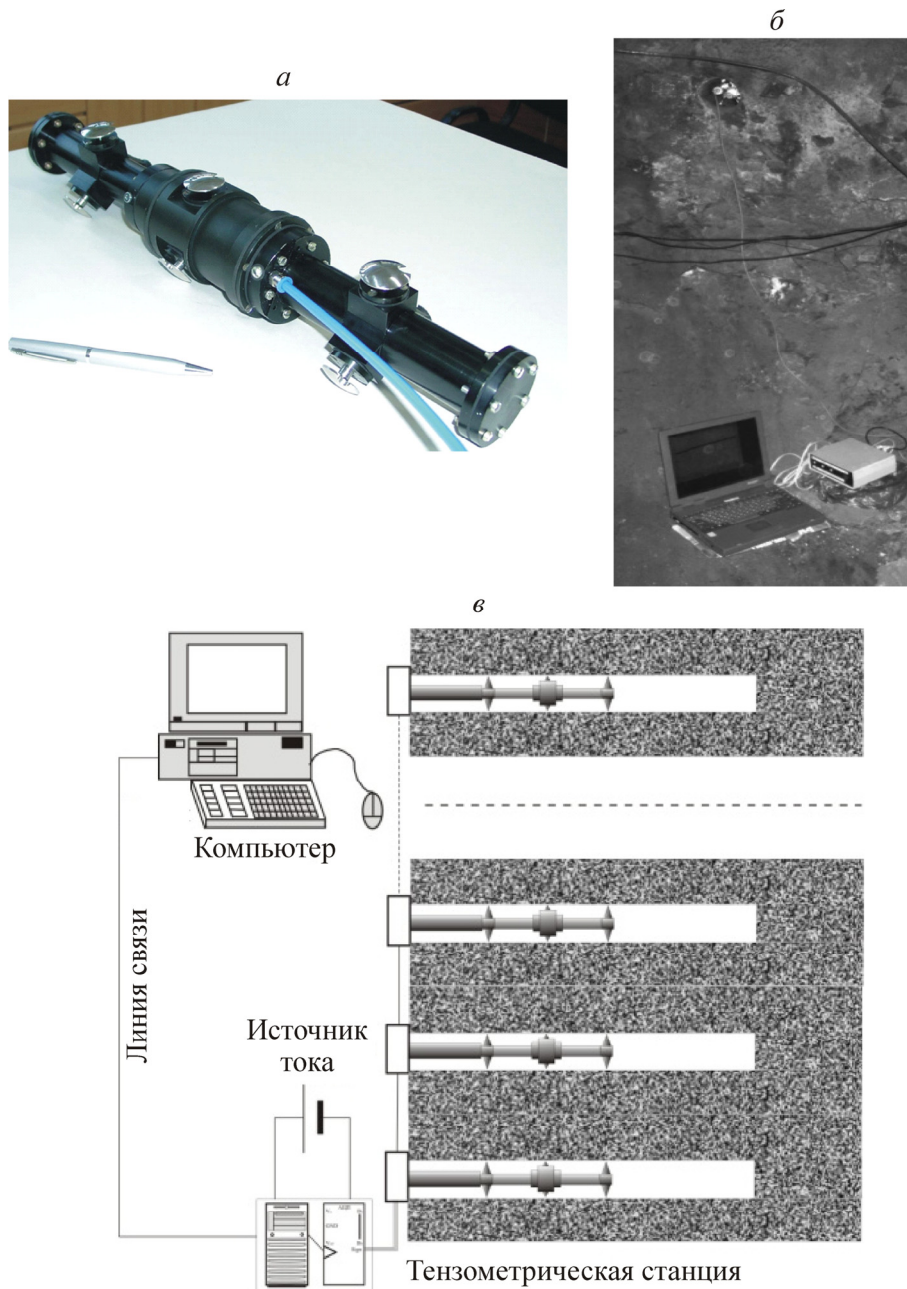 а
б
в
Компьютер
Линия связи
Источник
тока
Тензометрическая станция